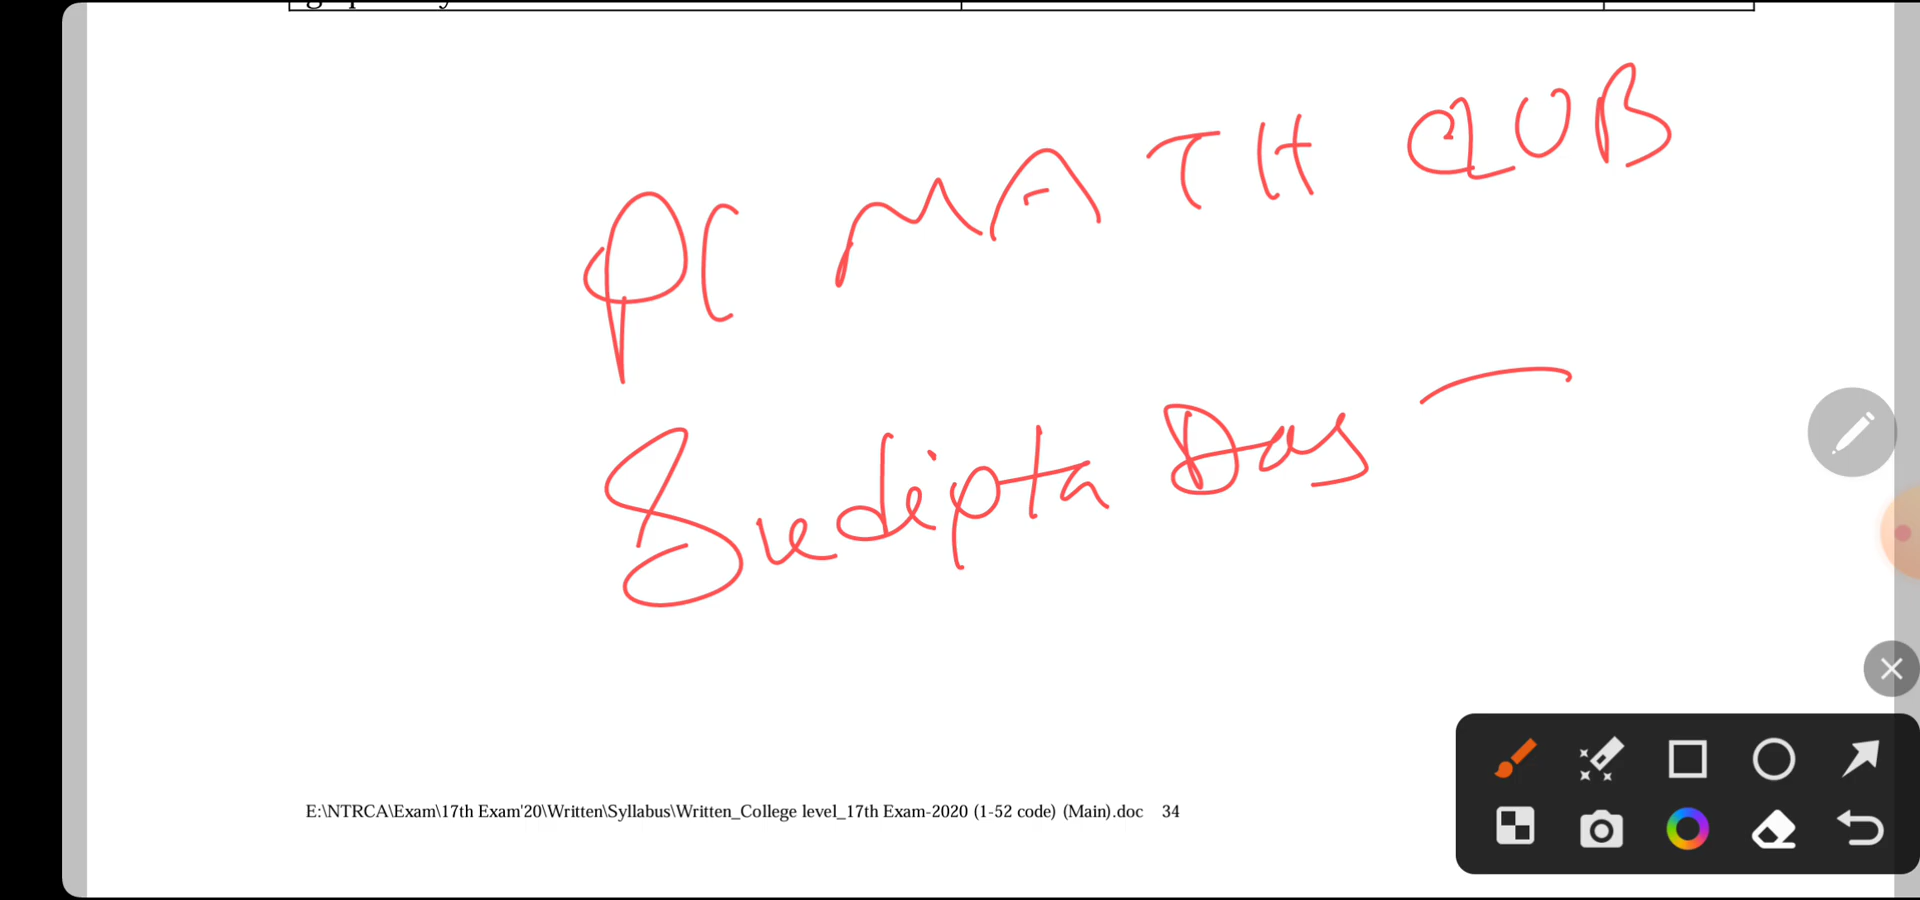 PC MATH CLUB
Sudipta Das
E:\NTRCA\Exam\17th Exam'20\Written\Syllabus\Written_College level_17th Exam-2020 (1-52 code) (Main).doc 34